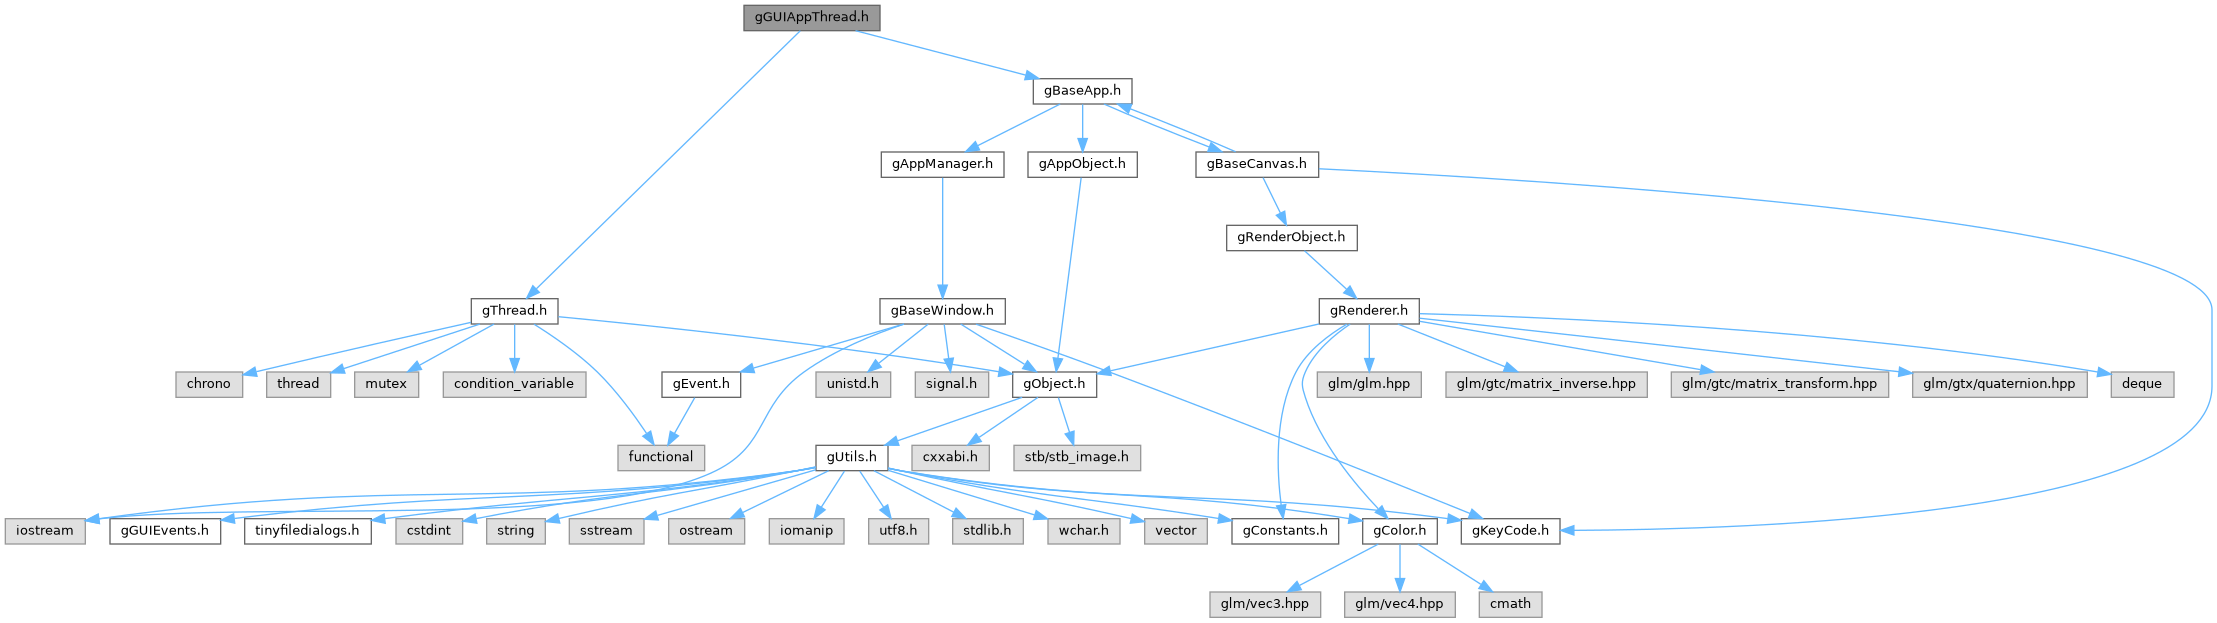 gGUIAppThread.h
gBaseApp.h
gAppManager.h
gAppObject.h
gBaseCanvas.h
gRenderObject.h
gThread.h
gBaseWindow.h
gRenderer.h
chrono
thread
mutex
condition_variable
gEvent.h
unistd.h
signal.h
gObject.h
glm/glm.hpp
glm/gtc/matrix_inverse.hpp
glm/gtc/matrix_transform.hpp
glm/gtx/quaternion.hpp
deque
functional
gUtils.h
cxxabi.h
stb/stb_image.h
iostream
gGUIEvents.h
tinyfiledialogs.h
cstdint
string
sstream
ostream
iomanip
utf8.h
stdlib.h
wchar.h
vector
gConstants.h
gColor.h
gKeyCode.h
glm/vec3.hpp
glm/vec4.hpp
cmath